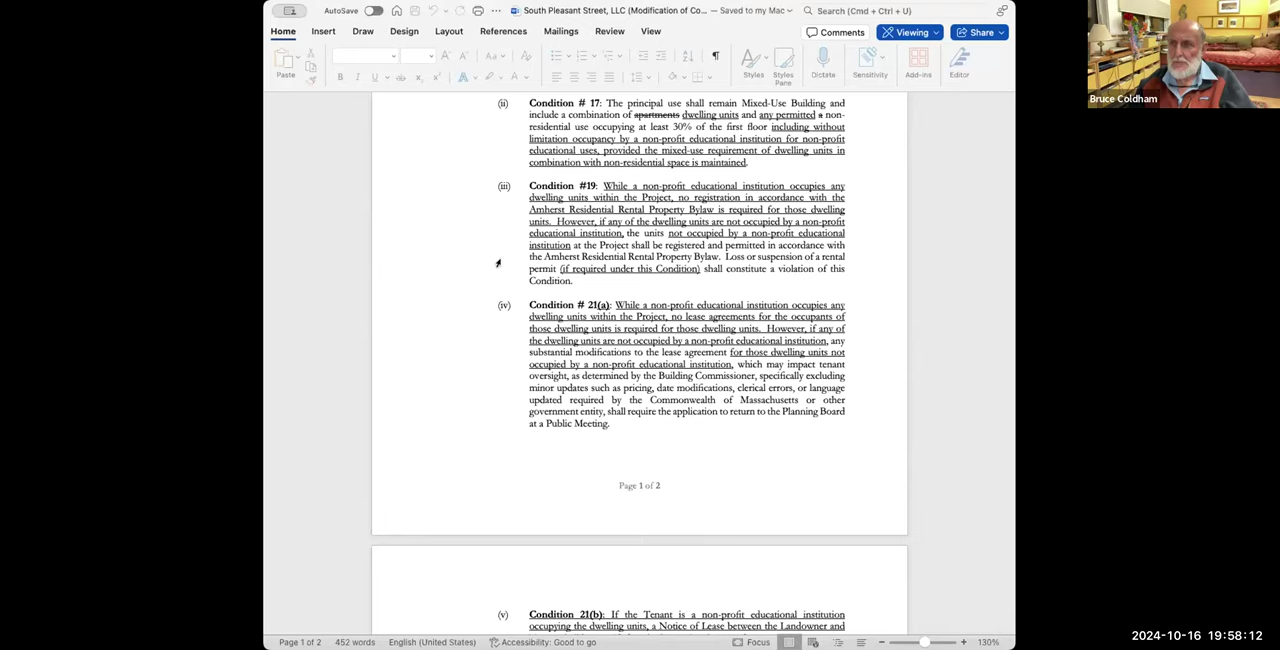 AutoSave
South Pleasant Street, LLC (Modification of Co... — Saved to my Mac
Search (Cmd + Ctrl + U)
Home Insert Draw Design Layout References Mailings Review View
Comments Viewing Share
Paste
B I U ab x
Aa
A
Styles
Styles Pane
Dictate
Sensitivity
Add-ins
Editor
Bruce Coldham
(ii) Condition # 17: The principal use shall remain Mixed-Use Building and
include a combination of apartments dwelling units and any permitted a non-
residential use occupying at least 30% of the first floor including without
limitation occupancy by a non-profit educational institution for non-profit
educational uses, provided the mixed-use requirement of dwelling units in
combination with non-residential space is maintained.
(iii) Condition #19: While a non-profit educational institution occupies any
dwelling units within the Project, no registration in accordance with the
Amherst Residential Rental Property Bylaw is required for those dwelling
units. However, if any of the dwelling units are not occupied by a non-profit
educational institution, the units not occupied by a non-profit educational
institution at the Project shall be registered and permitted in accordance with
the Amherst Residential Rental Property Bylaw. Loss or suspension of a rental
permit (if required under this Condition) shall constitute a violation of this
Condition.
(iv) Condition # 21(a): While a non-profit educational institution occupies any
dwelling units within the Project, no lease agreements for the occupants of
those dwelling units is required for those dwelling units. However, if any of
the dwelling units are not occupied by a non-profit educational institution, any
substantial modifications to the lease agreement for those dwelling units not
occupied by a non-profit educational institution, which may impact tenant
oversight, as determined by the Building Commissioner, specifically excluding
minor updates such as pricing, date modifications, clerical errors, or language
updated required by the Commonwealth of Massachusetts or other
government entity, shall require the application to return to the Planning Board
at a Public Meeting.
Page 1 of 2
(v) Condition 21(b): If the Tenant is a non-profit educational institution
occupying the dwelling units, a Notice of Lease between the Landowner and
Page 1 of 2 452 words English (United States) Accessibility: Good to go Focus 130%
2024-10-16 19:58:12